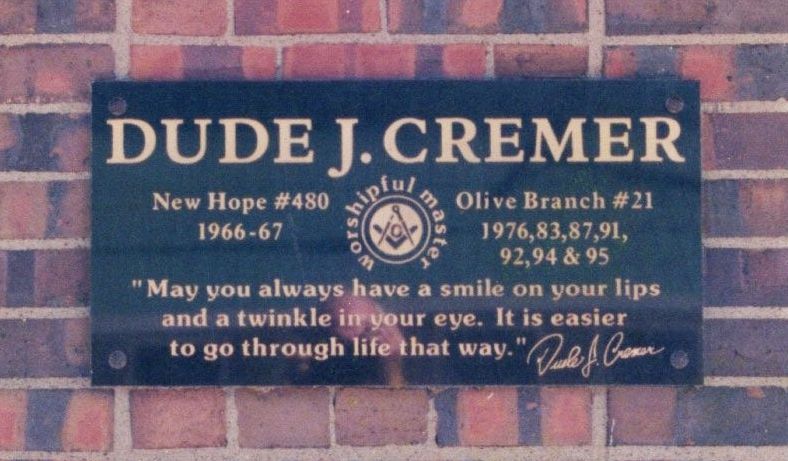 DUDE J. CREMER
New Hope #480
1966-67
worshipful master
G
Olive Branch #21
1976,83,87,91,
92,94 & 95
"May you always have a smile on your lips
and a twinkle in your eye. It is easier
to go through life that way."
Dude J. Cremer